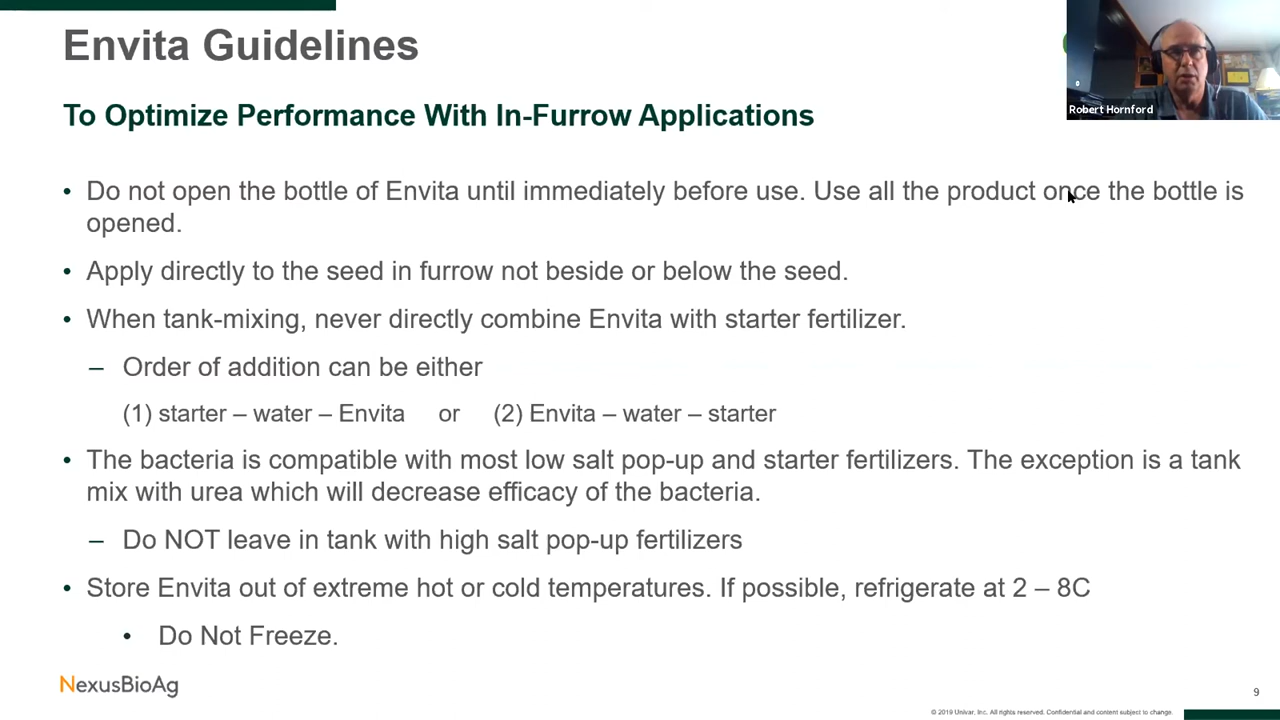 Envita Guidelines
Robert Hornford
To Optimize Performance With In-Furrow Applications
• Do not open the bottle of Envita until immediately before use. Use all the product once the bottle is
opened.
• Apply directly to the seed in furrow not beside or below the seed.
• When tank-mixing, never directly combine Envita with starter fertilizer.
– Order of addition can be either
(1) starter – water – Envita or (2) Envita – water – starter
• The bacteria is compatible with most low salt pop-up and starter fertilizers. The exception is a tank
mix with urea which will decrease efficacy of the bacteria.
– Do NOT leave in tank with high salt pop-up fertilizers
• Store Envita out of extreme hot or cold temperatures. If possible, refrigerate at 2 – 8C
• Do Not Freeze.
NexusBioAg
9
© 2019 Univar, Inc. All rights reserved. Confidential and content subject to change.